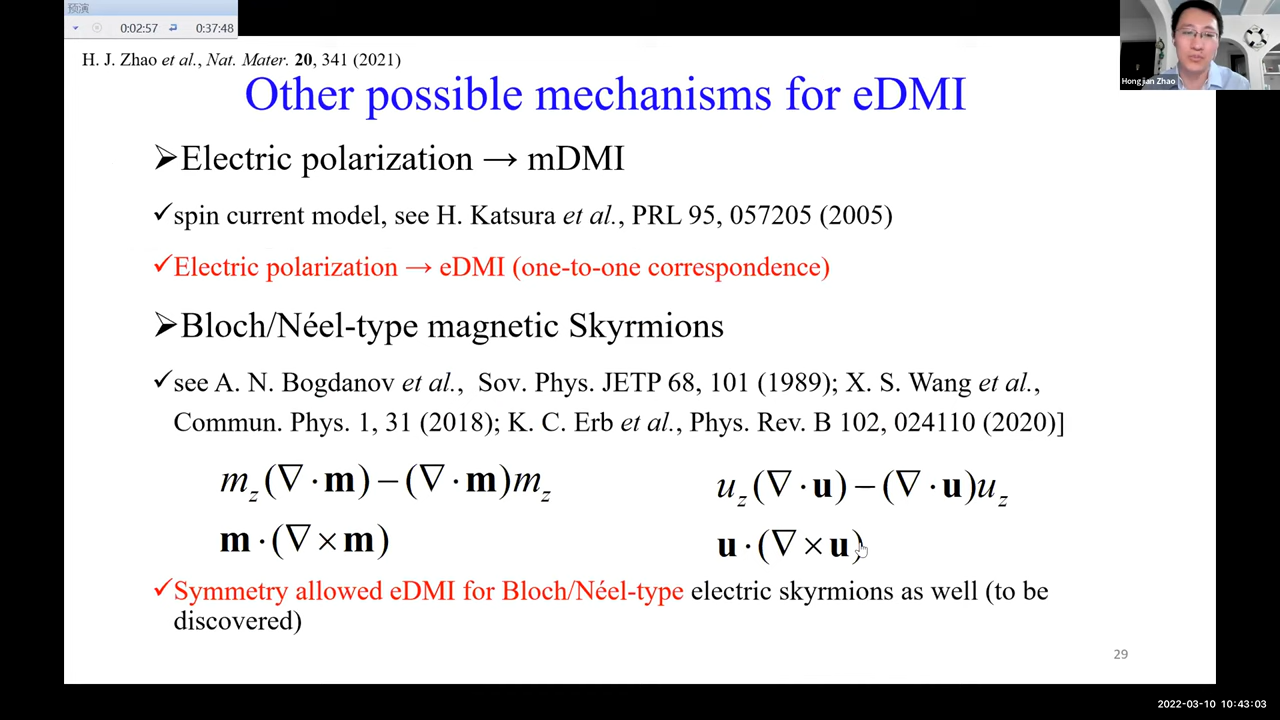 预演
0:02:57 0:37:48
H. J. Zhao et al., Nat. Mater. 20, 341 (2021)
Other possible mechanisms for eDMI
Hongjian Zhao
➢Electric polarization → mDMI
✓spin current model, see H. Katsura et al., PRL 95, 057205 (2005)
✓Electric polarization → eDMI (one-to-one correspondence)
➢Bloch/Néel-type magnetic Skyrmions
✓see A. N. Bogdanov et al., Sov. Phys. JETP 68, 101 (1989); X. S. Wang et al.,
Commun. Phys. 1, 31 (2018); K. C. Erb et al., Phys. Rev. B 102, 024110 (2020)]
m_z(∇·m)−(∇·m)m_z
u_z(∇·u)−(∇·u)u_z
m·(∇×m)
u·(∇×u)
✓Symmetry allowed eDMI for Bloch/Néel-type electric skyrmions as well (to be
discovered)
29
2022-03-10 10:43:03